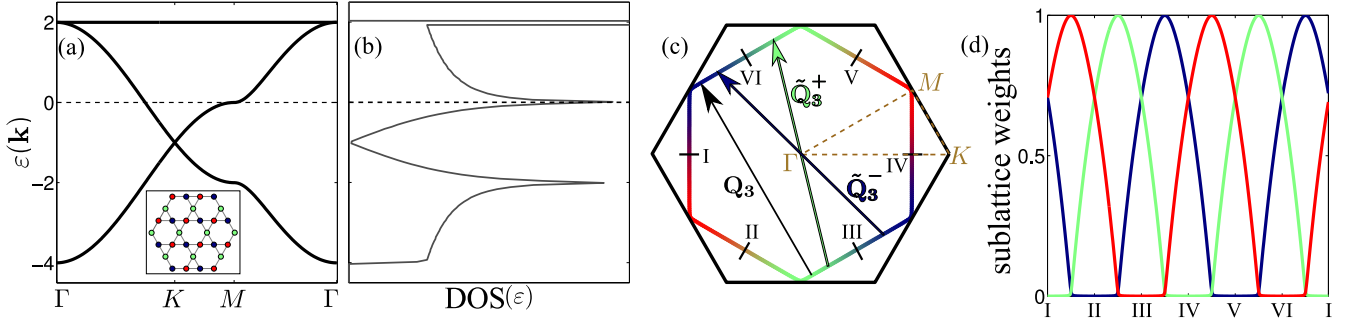 (a)
ε(k)
2
0
−2
−4
Γ
K
M
Γ
(b)
DOS(ε)
(c)
VI
V
M
Q̃₃⁺
I
Γ
IV
K
Q₃
Q̃₃⁻
II
III
(d)
sublattice weights
1
0,5
0
I
II
III
IV
V
VI
I